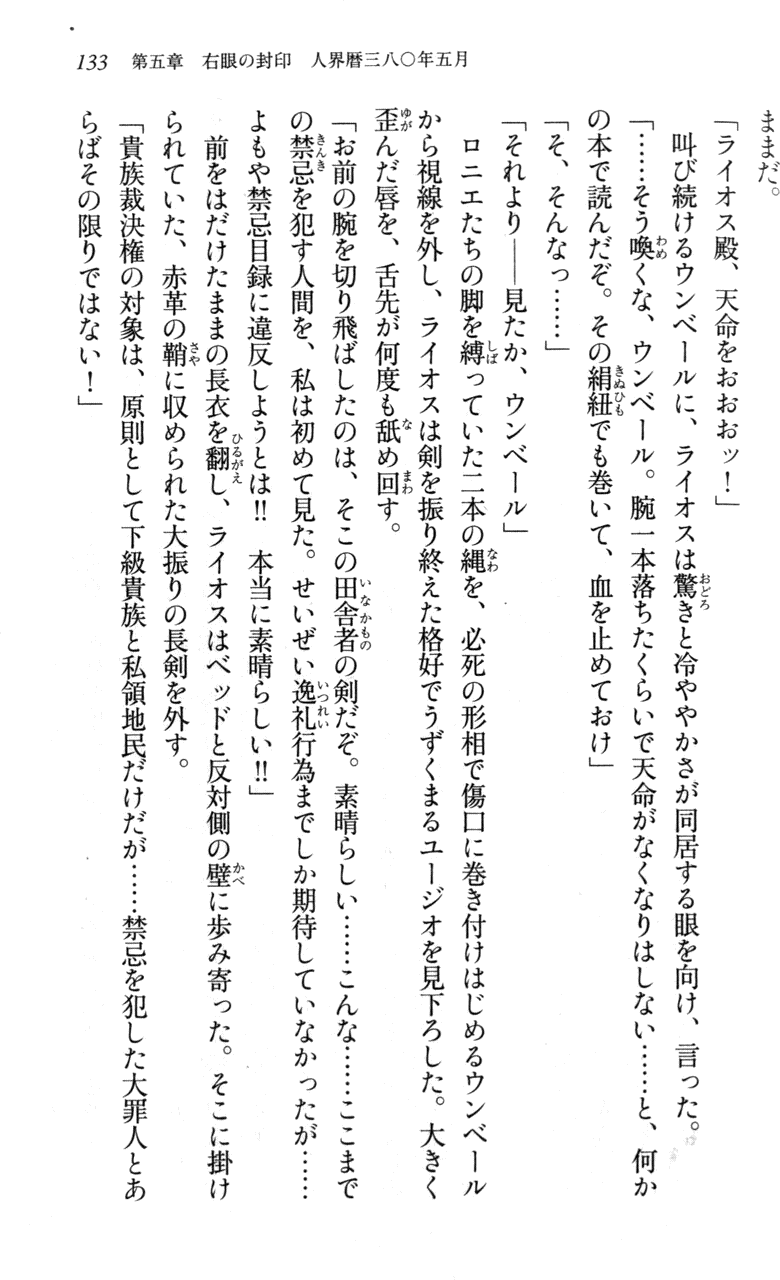 133　第五章　右眼の封印　人界暦三八〇年五月
ままだ。
「ライオス殿、天命をおおおッ！」
叫び続けるウンベールに、ライオスは驚きと冷ややかさが同居する眼を向け、言った。
「……そう喚くな、ウンベール。腕一本落ちたくらいで天命がなくなりはしない……と、何か
の本で読んだぞ。その絹紐でも巻いて、血を止めておけ」
「そ、そんなっ……」
「それより――見たか、ウンベール」
ロニエたちの脚を縛っていた二本の縄を、必死の形相で傷口に巻き付けはじめるウンベール
から視線を外し、ライオスは剣を振り終えた格好でうずくまるユージオを見下ろした。大きく
歪んだ唇を、舌先が何度も舐め回す。
「お前の腕を切り飛ばしたのは、そこの田舎者の剣だぞ。素晴らしい……こんな……ここまで
の禁忌を犯す人間を、私は初めて見た。せいぜい逸礼行為までしか期待していなかったが……
よもや禁忌目録に違反しようとは!!　本当に素晴らしい!!」
前をはだけたままの長衣を翻し、ライオスはベッドと反対側の壁に歩み寄った。そこに掛け
られていた、赤革の鞘に収められた大振りの長剣を外す。
「貴族裁決権の対象は、原則として下級貴族と私領地民だけだが……禁忌を犯した大罪人とあ
らばその限りではない！」